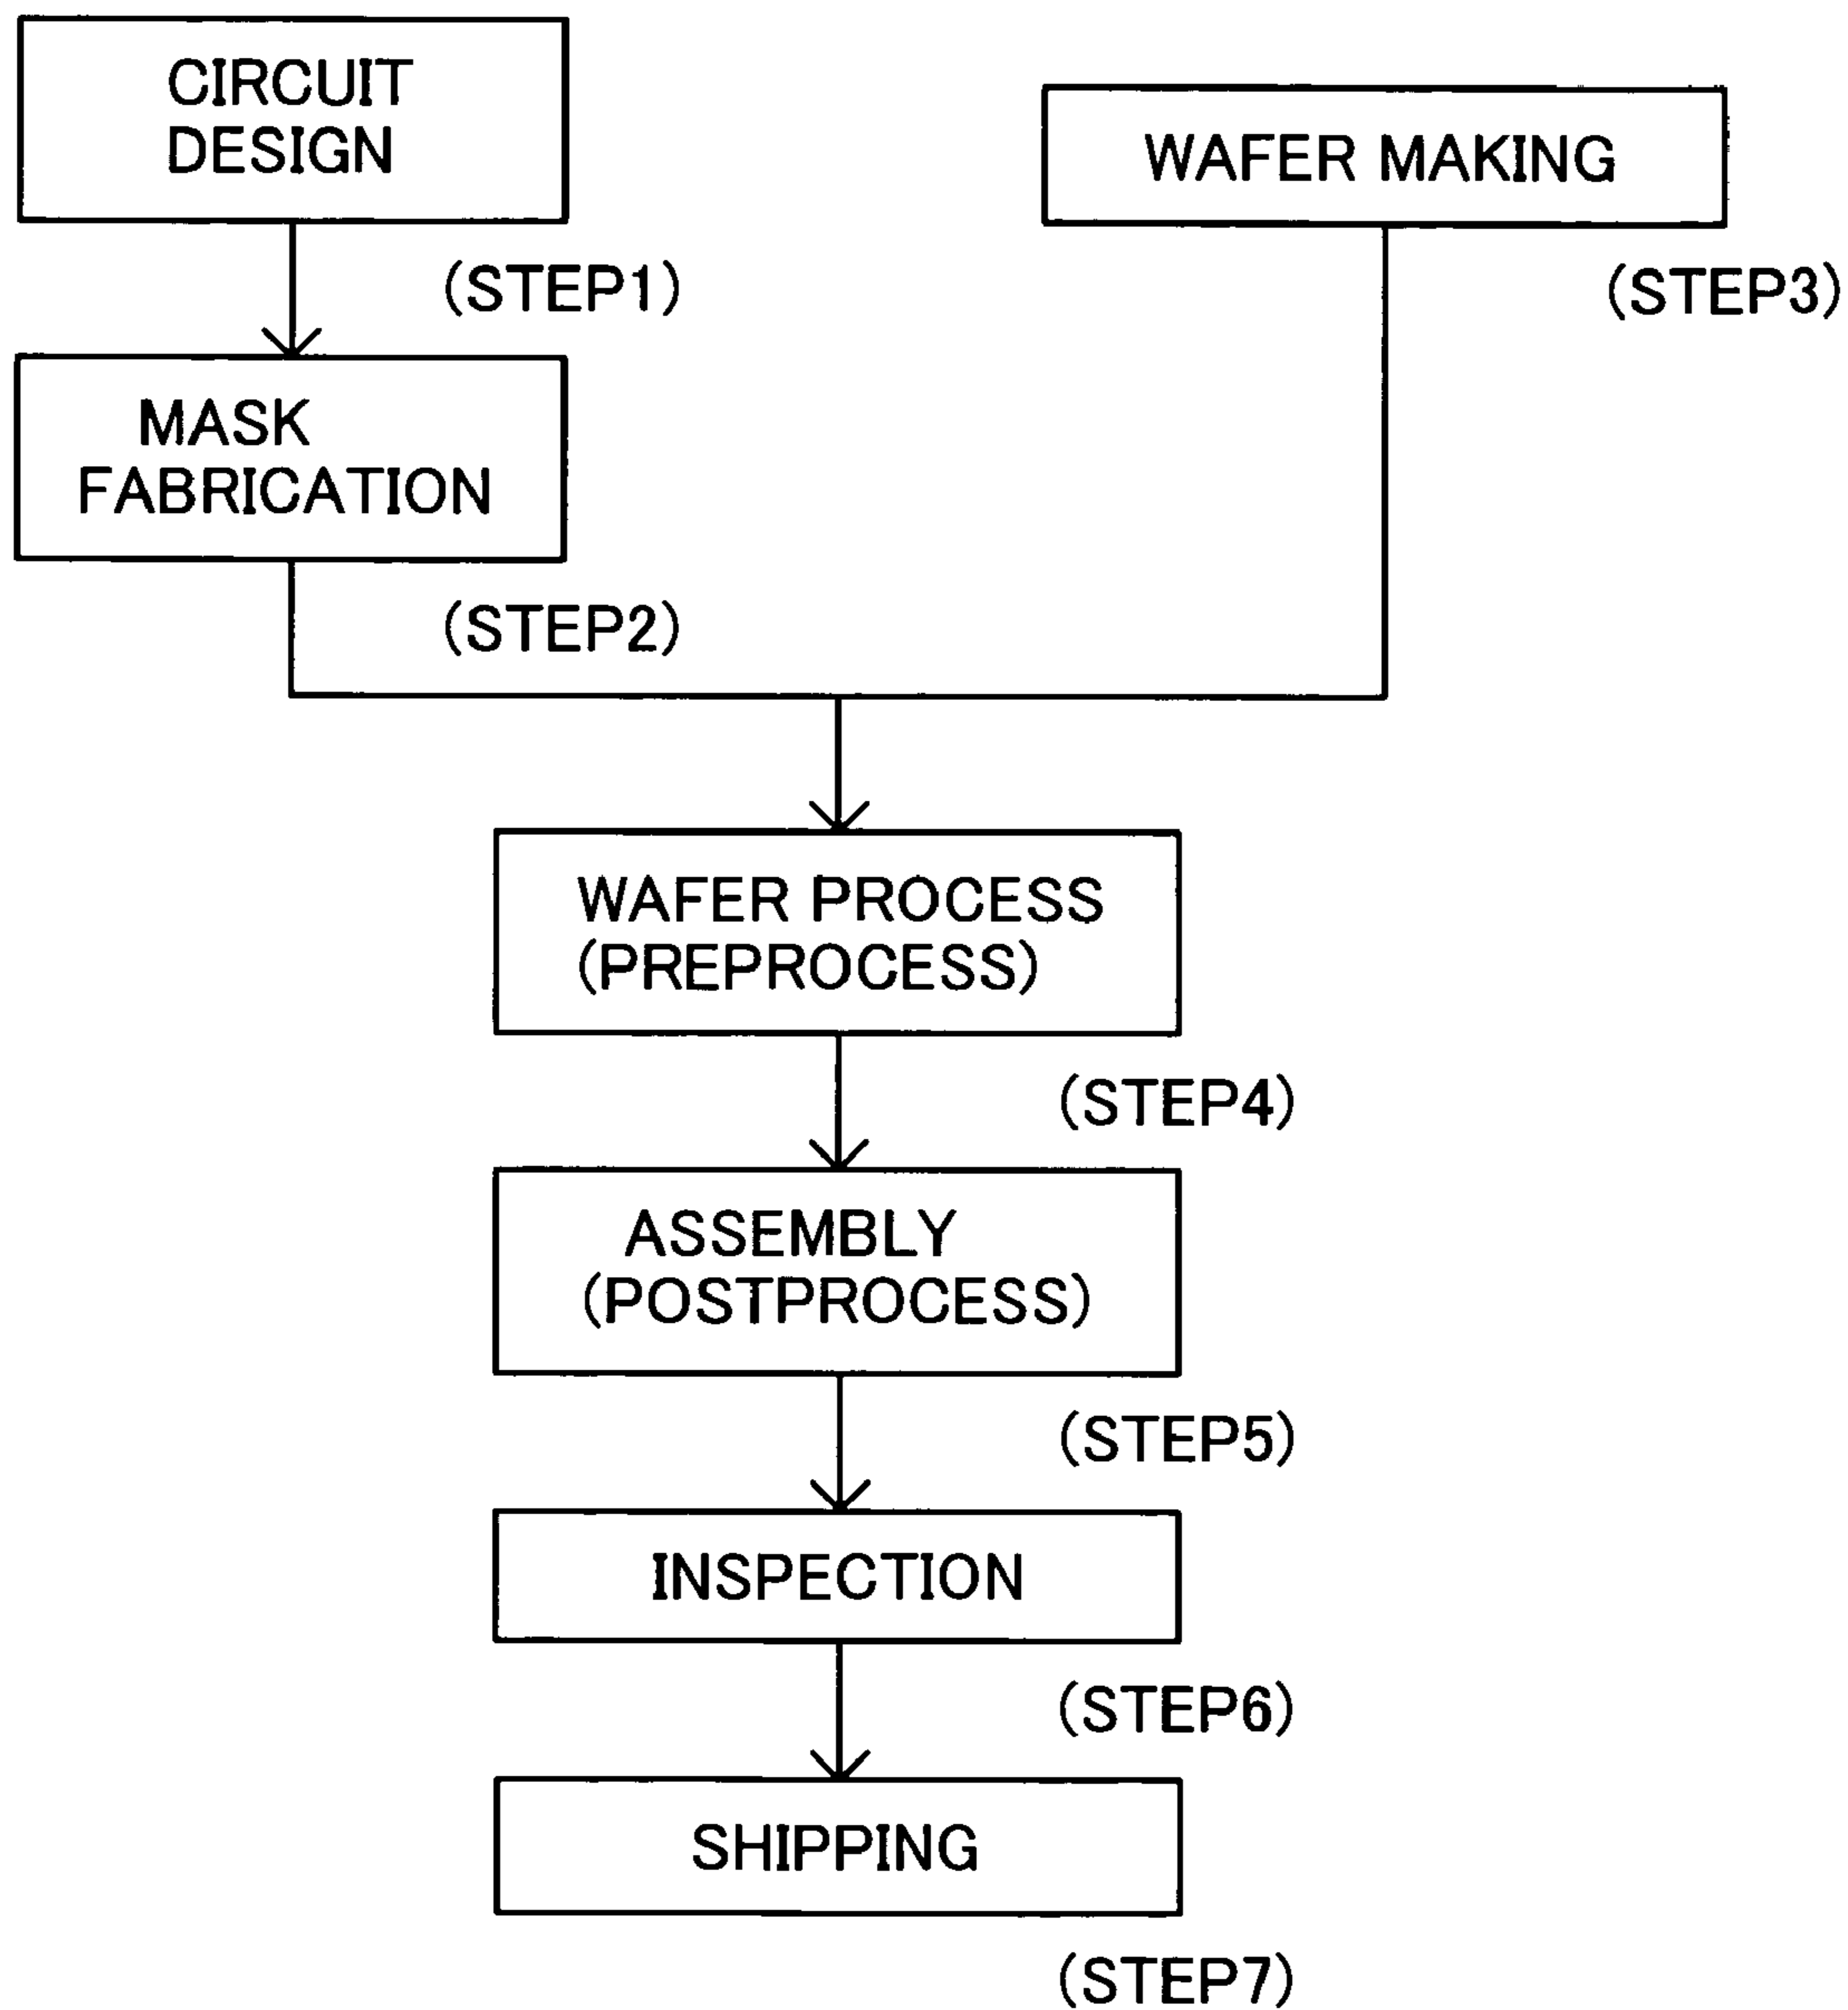 CIRCUIT
DESIGN
(STEP1)
MASK
FABRICATION
(STEP2)
WAFER MAKING
(STEP3)
WAFER PROCESS
(PREPROCESS)
(STEP4)
ASSEMBLY
(POSTPROCESS)
(STEP5)
INSPECTION
(STEP6)
SHIPPING
(STEP7)